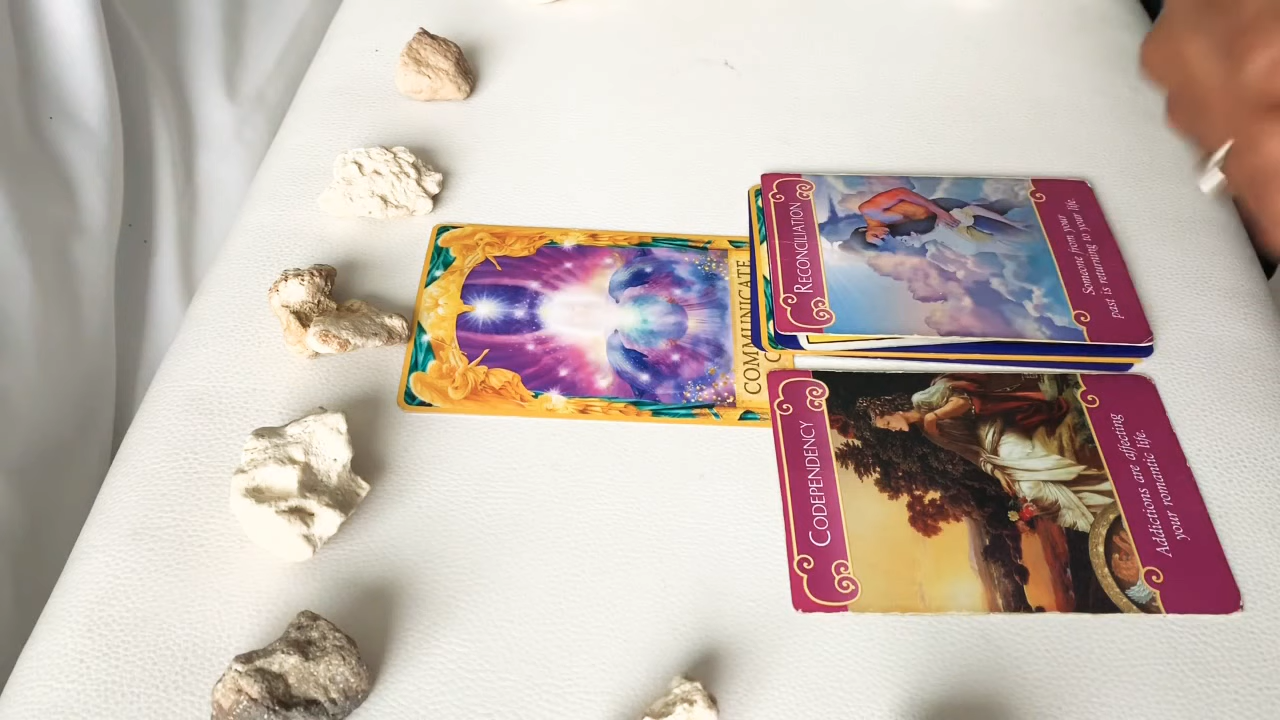 COMMUNICATE
RECONCILIATION
Someone from your
past is returning to your life.
CODEPENDENCY
Addictions are affecting
your romantic life.